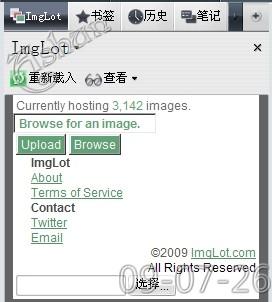 ImgLot 书签 历史 笔记
ImgLot
重新载入 查看
Currently hosting 3,142 images.
Browse for an image.
Upload Browse
ImgLot
About
Terms of Service
Contact
Twitter
Email
©2009 ImgLot.com
All Rights Reserved
选择...
09-07-26